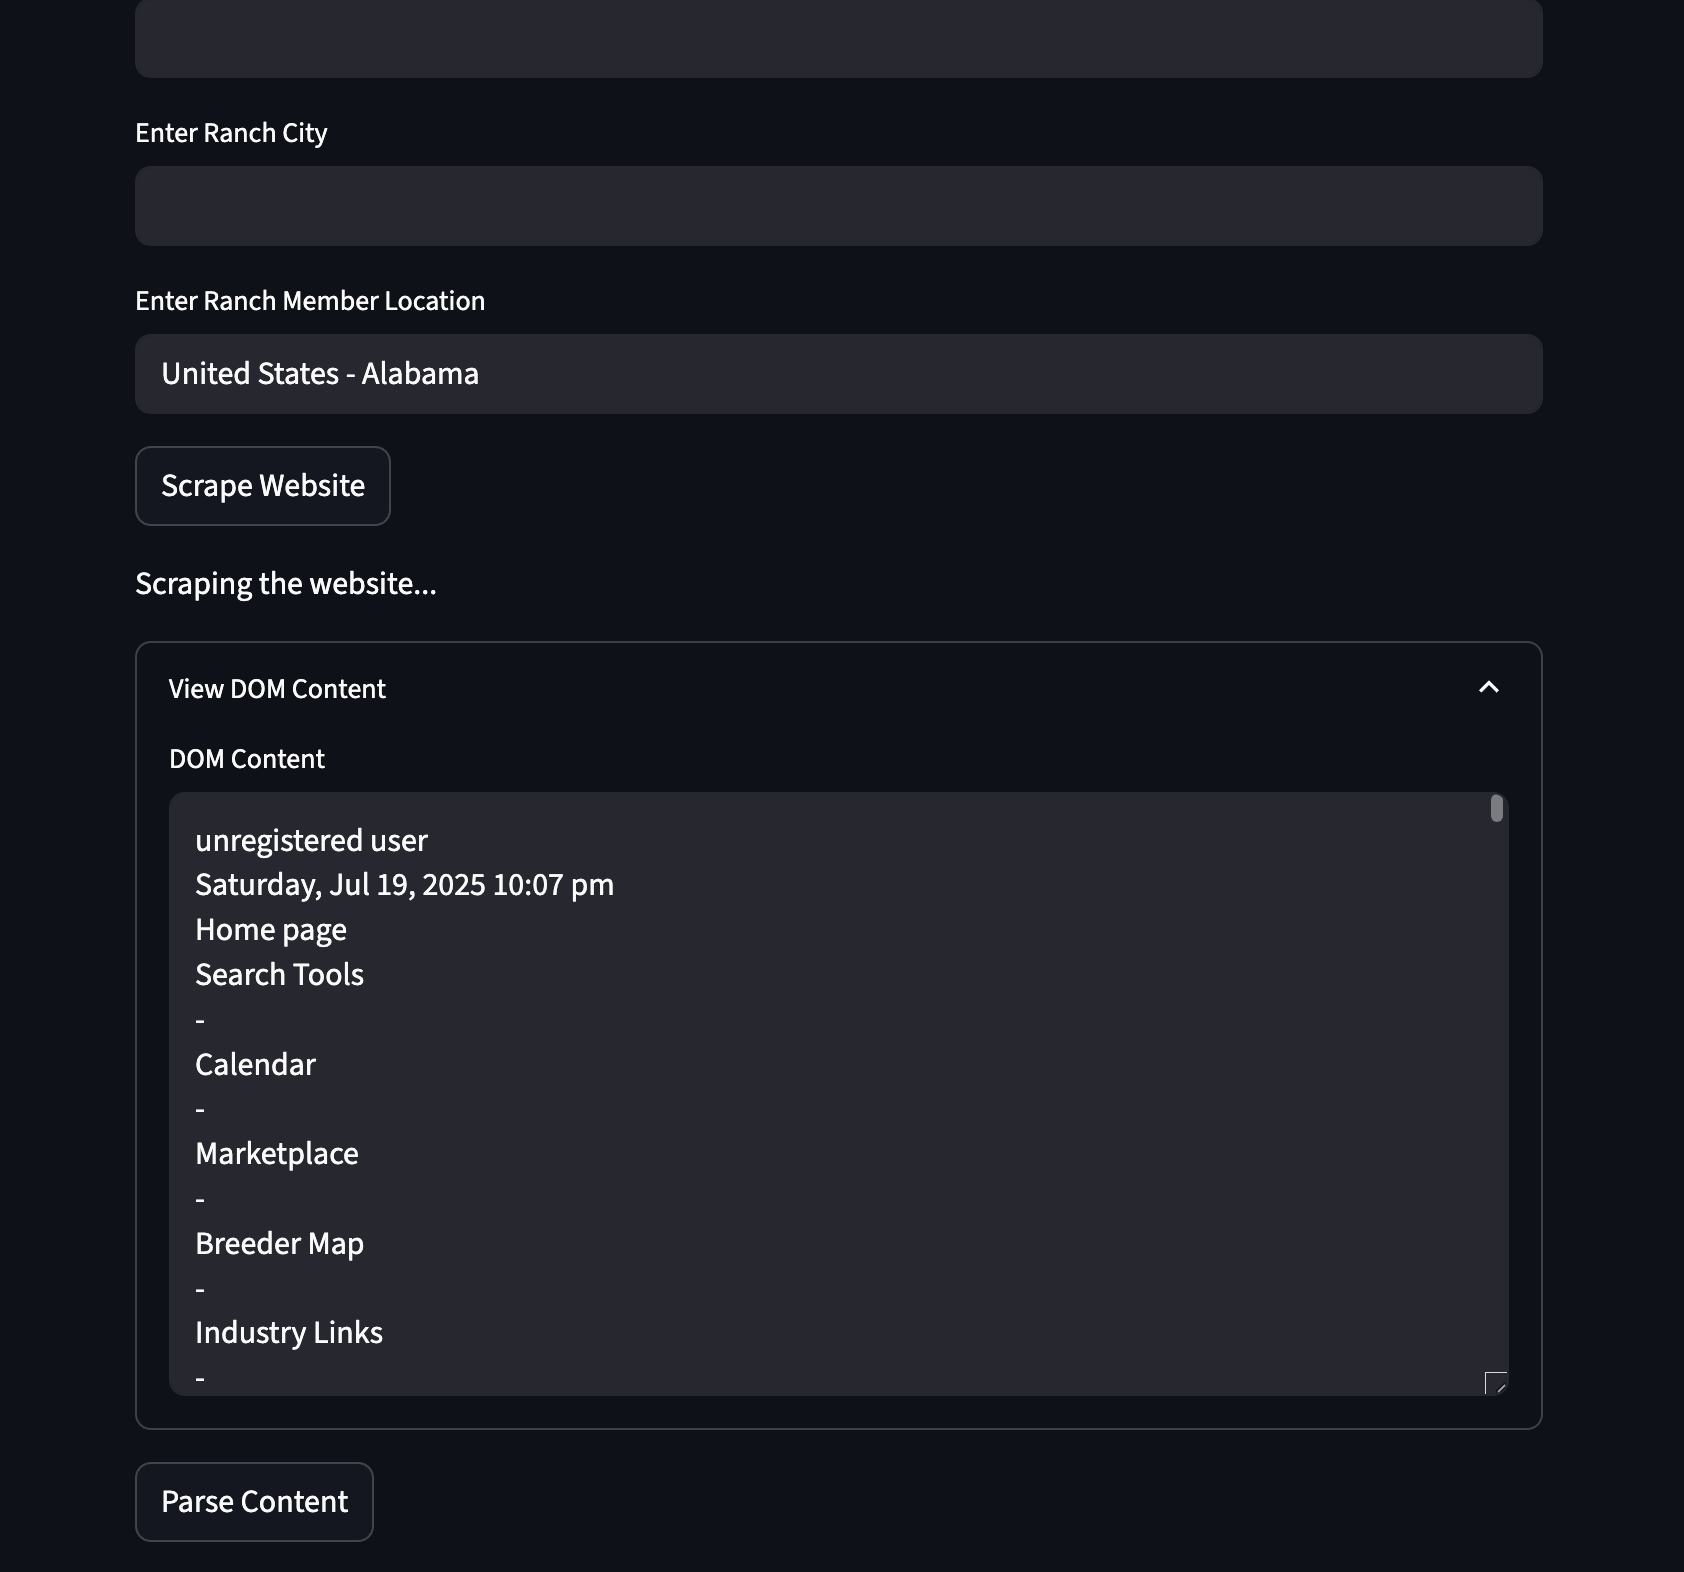 Enter Ranch City
Enter Ranch Member Location
United States - Alabama
Scrape Website
Scraping the website...
View DOM Content
DOM Content
unregistered user
Saturday, Jul 19, 2025 10:07 pm
Home page
Search Tools
-
Calendar
-
Marketplace
-
Breeder Map
-
Industry Links
-
Parse Content